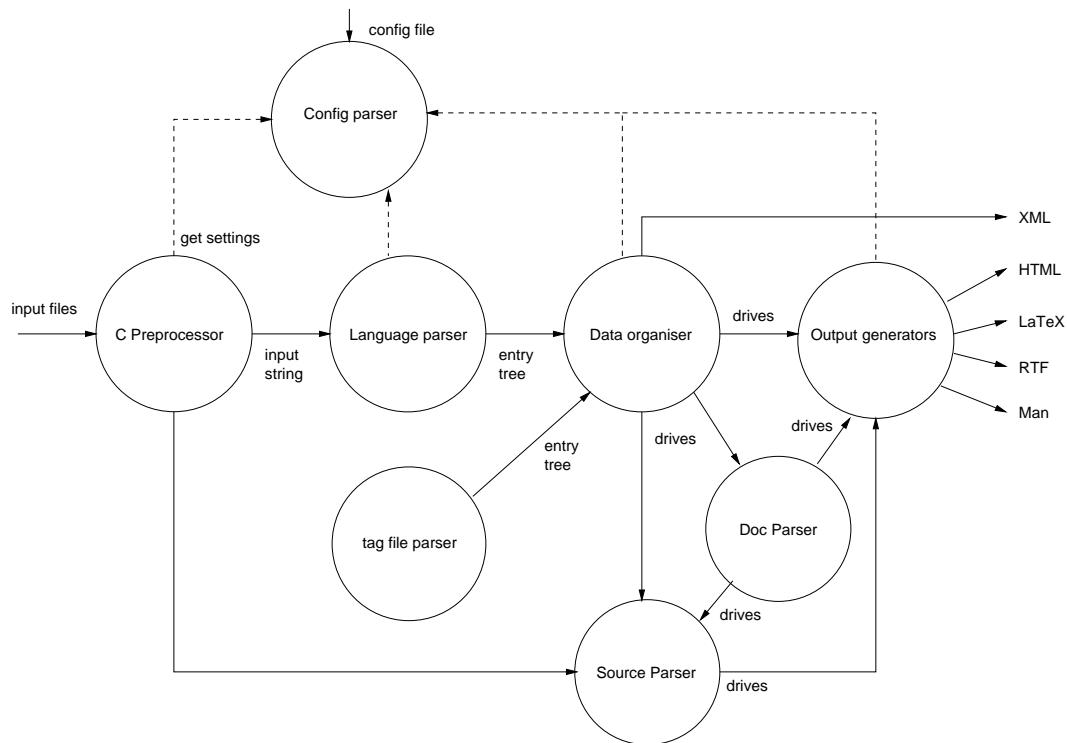 config file
Config parser
get settings
XML
HTML
input files
drives
LaTeX
C Preprocessor
Language parser
Data organiser
Output generators
input
string
entry
tree
RTF
Man
drives
drives
entry
tree
tag file parser
Doc Parser
drives
Source Parser
drives